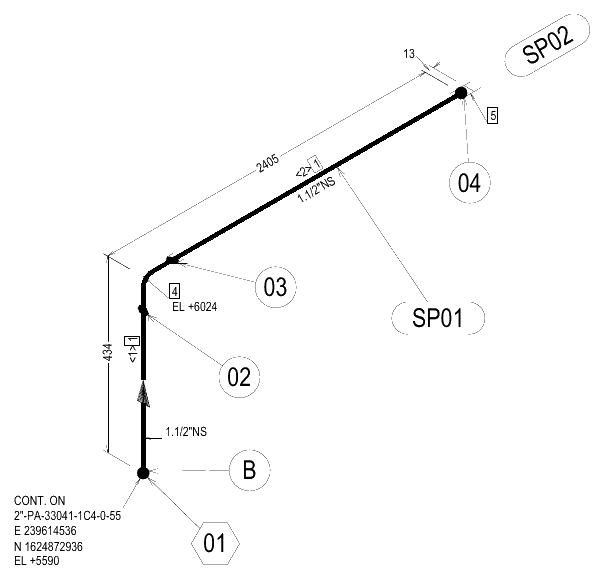 SP02
13
5
2405
<2> 1
1.1/2"NS
04
03
4
EL +6024
SP01
434
<1> 1
02
1.1/2"NS
B
CONT. ON
2"-PA-33041-1C4-0-55
E 239614536
N 1624872936
EL +5590
01